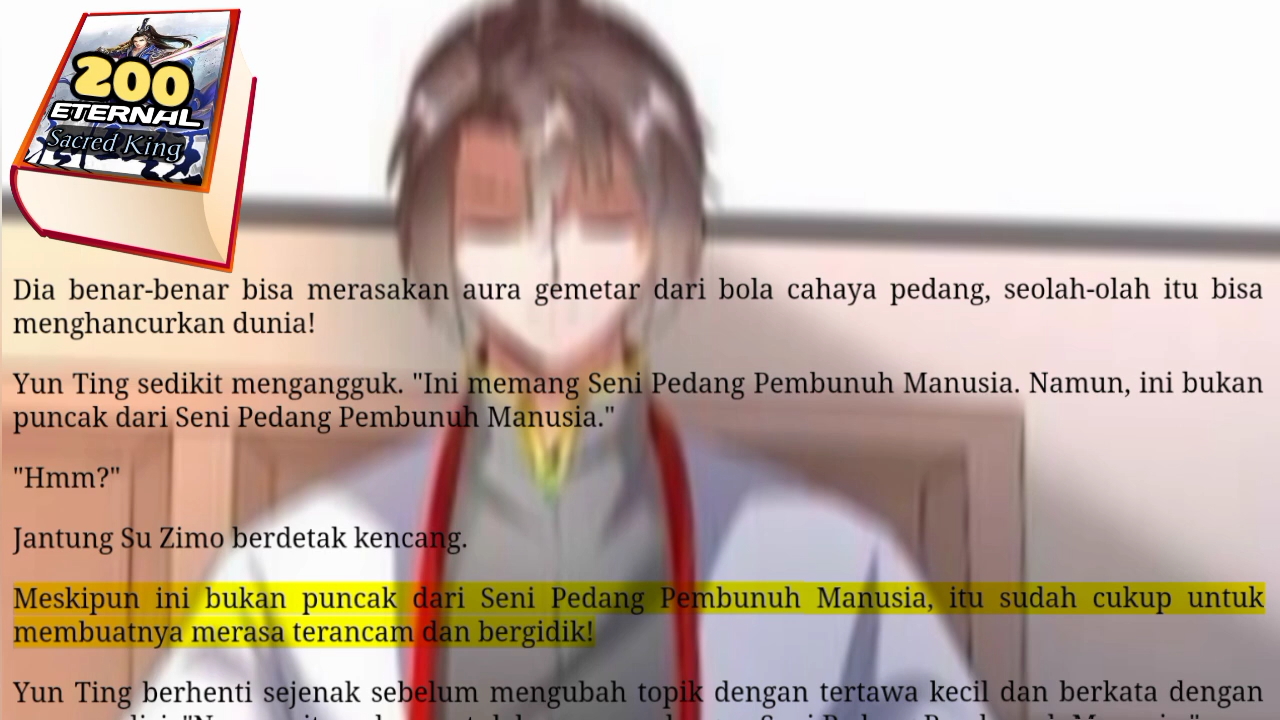 200
ETERNAL
Sacred King
Dia benar-benar bisa merasakan aura gemetar dari bola cahaya pedang, seolah-olah itu bisa
menghancurkan dunia!
Yun Ting sedikit mengangguk. "Ini memang Seni Pedang Pembunuh Manusia. Namun, ini bukan
puncak dari Seni Pedang Pembunuh Manusia."
"Hmm?"
Jantung Su Zimo berdetak kencang.
Meskipun ini bukan puncak dari Seni Pedang Pembunuh Manusia, itu sudah cukup untuk
membuatnya merasa terancam dan bergidik!
Yun Ting berhenti sejenak sebelum mengubah topik dengan tertawa kecil dan berkata dengan